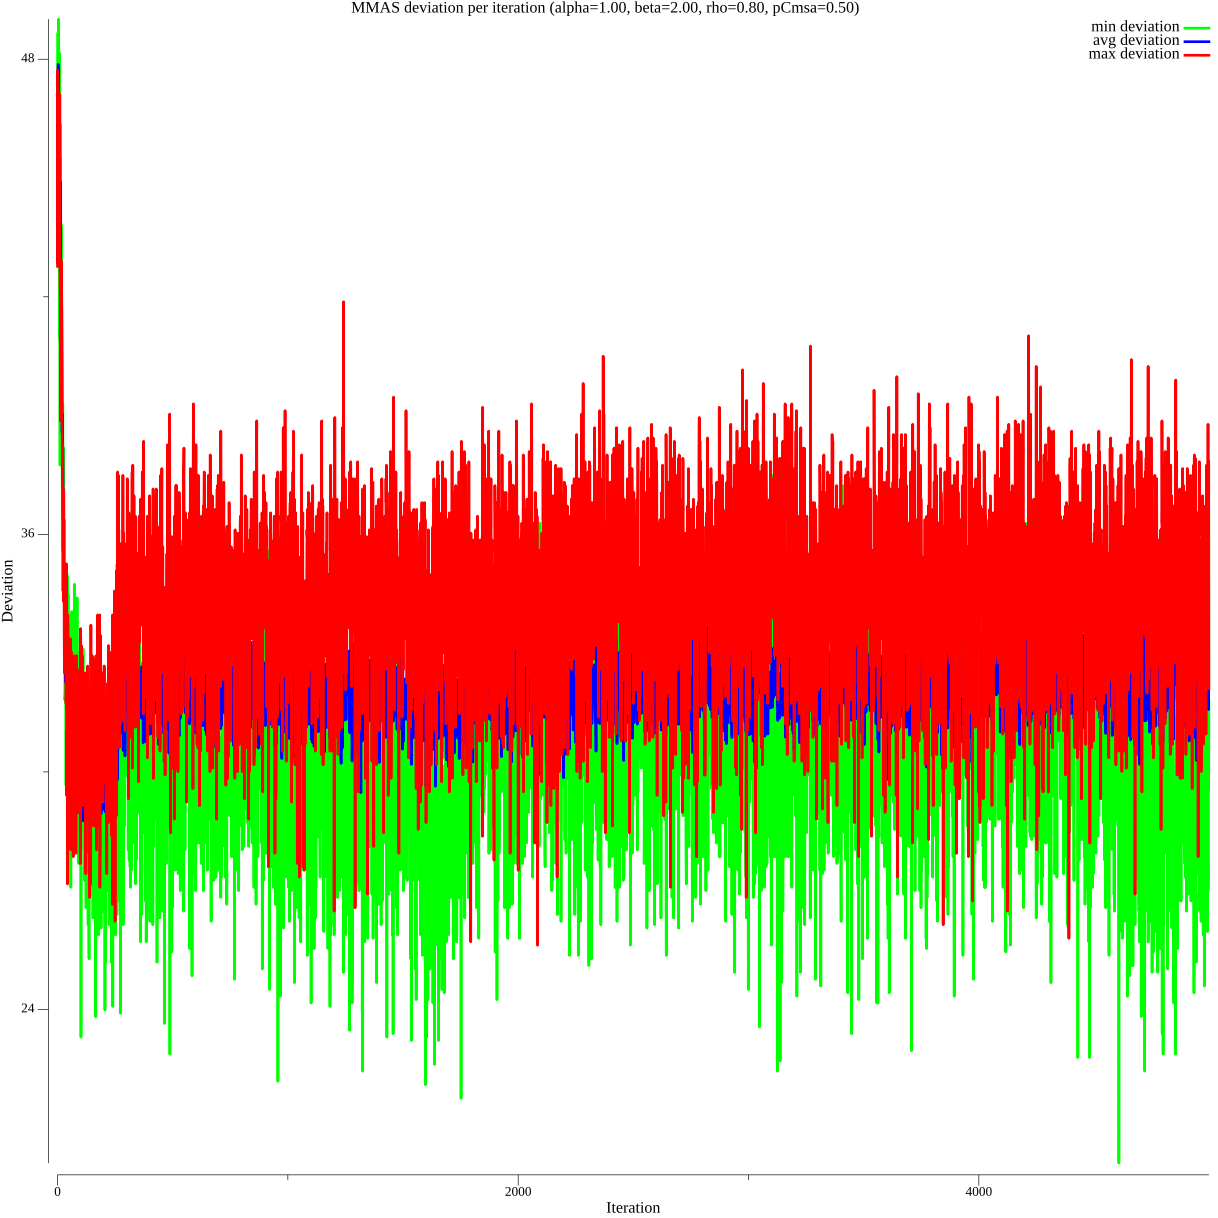 MMAS deviation per iteration (alpha=1.00, beta=2.00, rho=0.80, pCmsa=0.50)
min deviation
avg deviation
max deviation
48
36
24
Deviation
0
2000
4000
Iteration